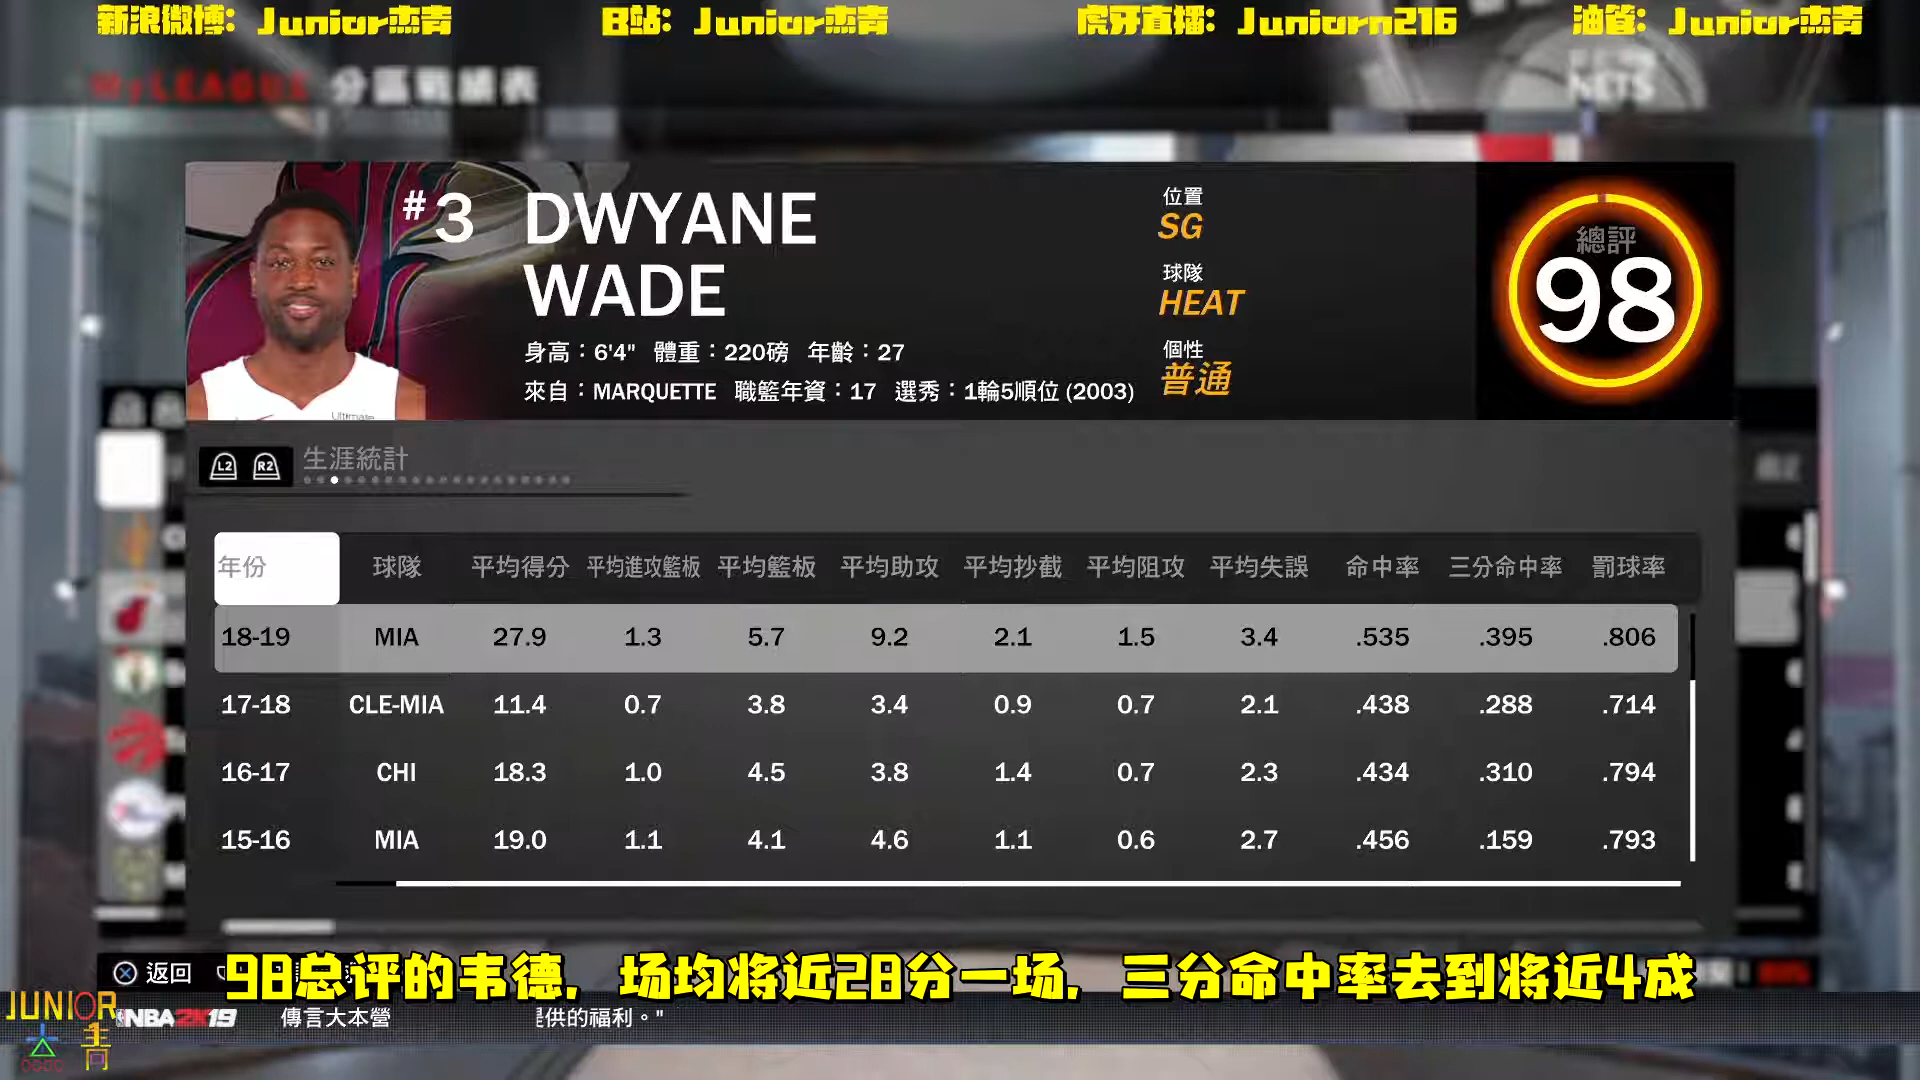 新浪微博：Junior杰青 B站：Junior杰青 虎牙直播：Juniorn216 油管：Junior杰青
MyLEAGUE 分區戰績表
NETS
#3 DWYANE
WADE
身高：6'4" 體重：220磅 年齡：27
來自：MARQUETTE 職籃年資：17 選秀：1輪5順位 (2003)
位置
SG
球隊
HEAT
個性
普通
總評
98
Ultimate
L2 R2 生涯統計
年份 球隊 平均得分 平均進攻籃板 平均籃板 平均助攻 平均抄截 平均阻攻 平均失誤 命中率 三分命中率 罰球率
18-19 MIA 27.9 1.3 5.7 9.2 2.1 1.5 3.4 .535 .395 .806
17-18 CLE-MIA 11.4 0.7 3.8 3.4 0.9 0.7 2.1 .438 .288 .714
16-17 CHI 18.3 1.0 4.5 3.8 1.4 0.7 2.3 .434 .310 .794
15-16 MIA 19.0 1.1 4.1 4.6 1.1 0.6 2.7 .456 .159 .793
返回
98总评的韦德，场均将近28分一场，三分命中率去到将近4成
JUNIOR
杰青
NBA 2K19 傳言大本營 提供的福利。"